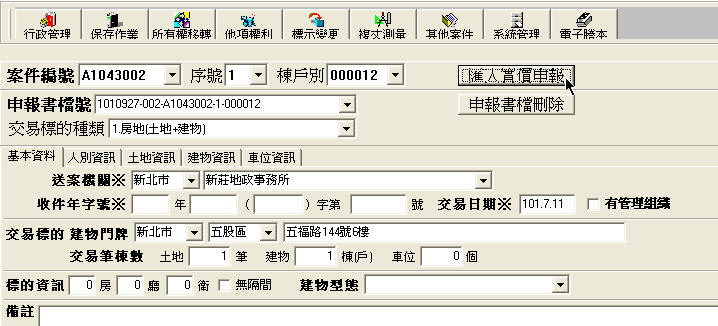 行政管理 保存作業 所有權移轉 他項權利 標示變更 複丈測量 其他案件 系統管理 電子謄本
案件編號 A1043002 序號 1 棟戶別 000012 匯入實價申報
申報書檔號 1010927-002-A1043002-1-000012 申報書檔刪除
交易標的種類 1.房地(土地+建物)
基本資料 人別資訊 土地資訊 建物資訊 車位資訊
送案機關※ 新北市 新莊地政事務所
收件年字號※ 年 ( ) 字第 號 交易日期※ 101.7.11 有管理組織
交易標的 建物門牌 新北市 五股區 五福路144號6樓
交易筆棟數 土地 1 筆 建物 1 棟(戶) 車位 0 個
標的資訊 0 房 0 廳 0 衛 無隔間 建物型態
備註